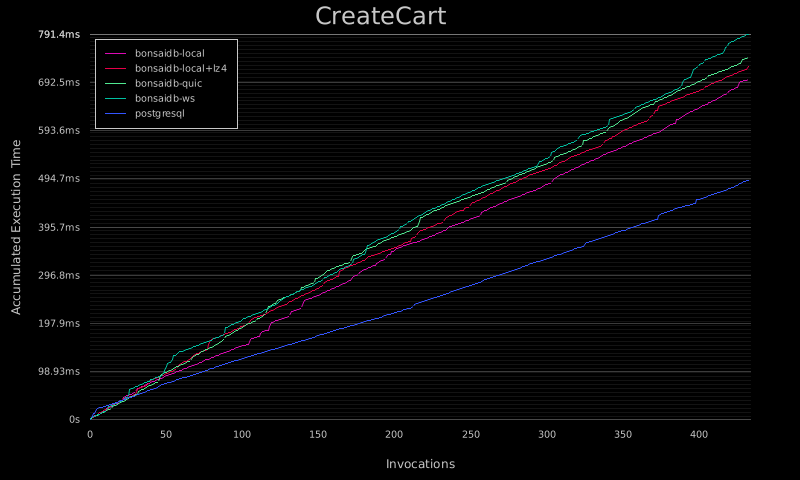 CreateCart
791.4ms
692.5ms
593.6ms
494.7ms
395.7ms
296.8ms
197.9ms
98.93ms
0s
Accumulated Execution Time
bonsaidb-local
bonsaidb-local+lz4
bonsaidb-quic
bonsaidb-ws
postgresql
0 50 100 150 200 250 300 350 400
Invocations